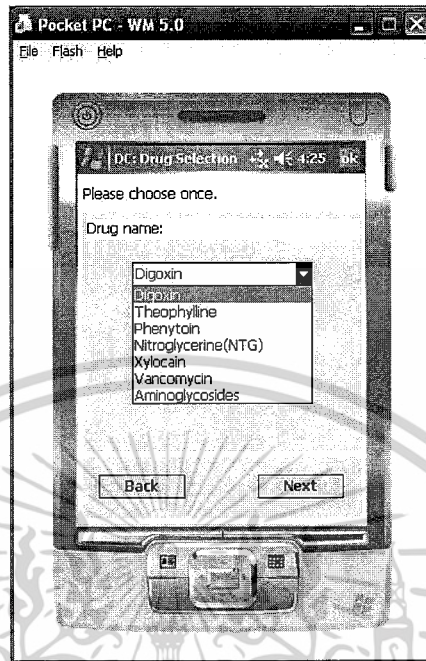 Pocket PC - WM 5.0
File Flash Help
DC: Drug Selection 4:25 ok
Please choose once.
Drug name:
Digoxin
Digoxin
Theophylline
Phenytoin
Nitroglycerine(NTG)
Xylocain
Vancomycin
Aminoglycosides
Back Next